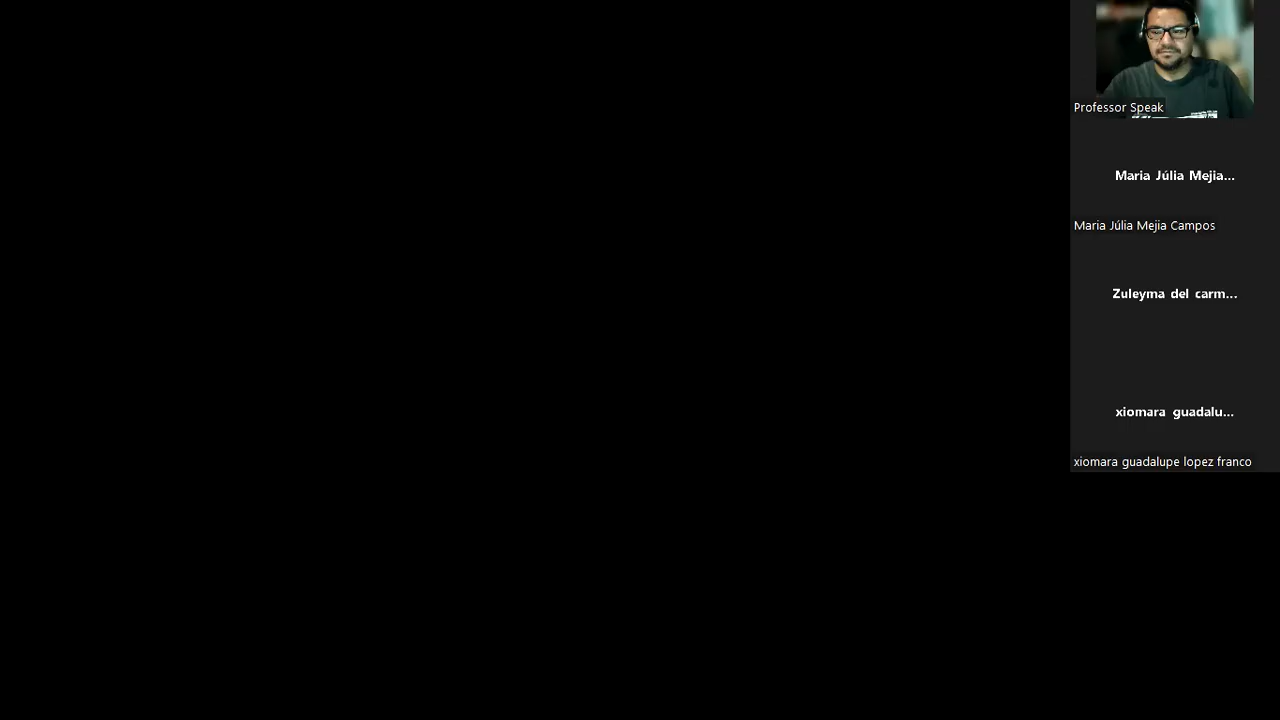 Professor Speak
Maria Júlia Mejia...
Maria Júlia Mejia Campos
Zuleyma del carm...
xiomara guadalu...
xiomara guadalupe lopez franco